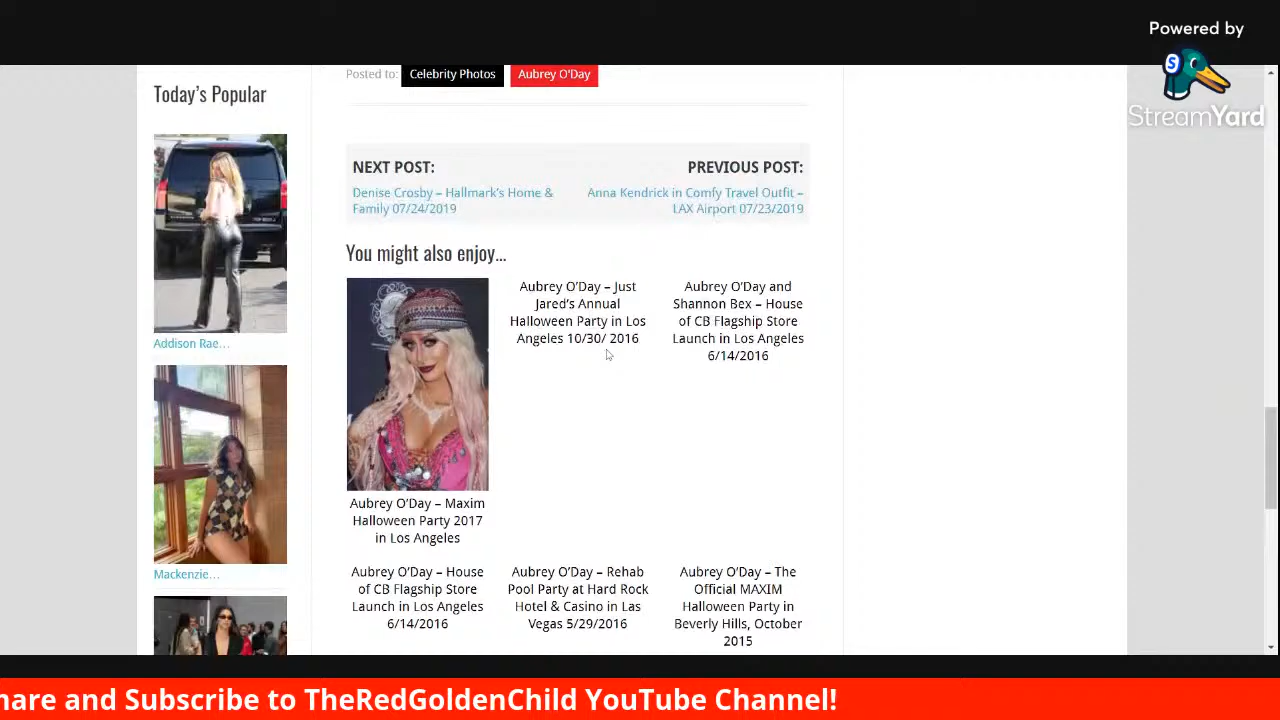 Powered by
StreamYard
Posted to: Celebrity Photos Aubrey O'Day
Today's Popular
Addison Rae…
Mackenzie…
NEXT POST:
Denise Crosby – Hallmark's Home &
Family 07/24/2019
PREVIOUS POST:
Anna Kendrick in Comfy Travel Outfit –
LAX Airport 07/23/2019
You might also enjoy…
Aubrey O'Day – Maxim
Halloween Party 2017
in Los Angeles
Aubrey O'Day – Just
Jared's Annual
Halloween Party in Los
Angeles 10/30/ 2016
Aubrey O'Day and
Shannon Bex – House
of CB Flagship Store
Launch in Los Angeles
6/14/2016
Aubrey O'Day – House
of CB Flagship Store
Launch in Los Angeles
6/14/2016
Aubrey O'Day – Rehab
Pool Party at Hard Rock
Hotel & Casino in Las
Vegas 5/29/2016
Aubrey O'Day – The
Official MAXIM
Halloween Party in
Beverly Hills, October
2015
hare and Subscribe to TheRedGoldenChild YouTube Channel!